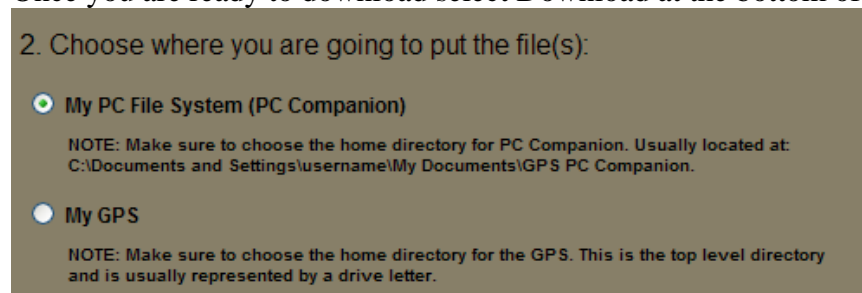 2. Choose where you are going to put the file(s):
My PC File System (PC Companion)
NOTE: Make sure to choose the home directory for PC Companion. Usually located at:
C:\Documents and Settings\username\My Documents\GPS PC Companion.
My GPS
NOTE: Make sure to choose the home directory for the GPS. This is the top level directory
and is usually represented by a drive letter.